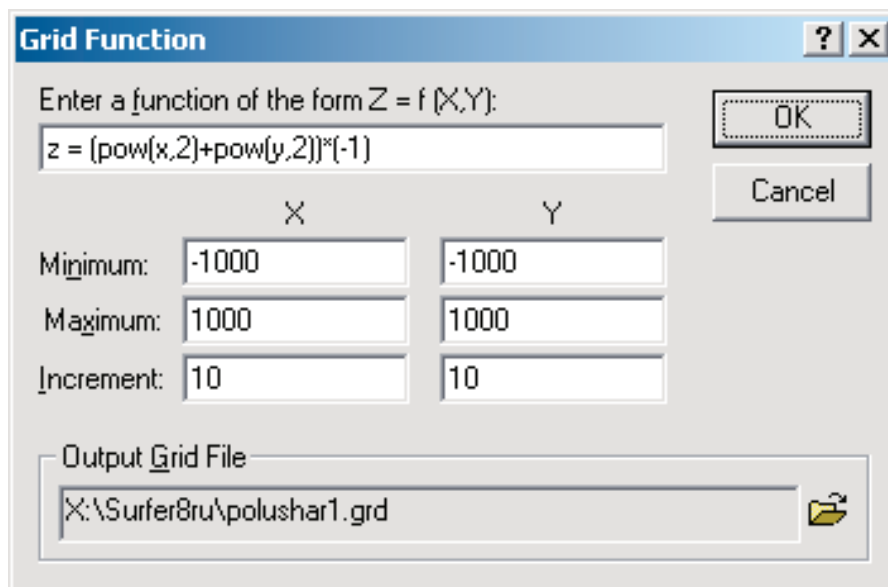 Grid Function
Enter a function of the form Z = f (X,Y):
z = (pow(x,2)+pow(y,2))*(-1)
OK
Cancel
X Y
Minimum: -1000 -1000
Maximum: 1000 1000
Increment: 10 10
Output Grid File
X:\Surfer8ru\polushar1.grd